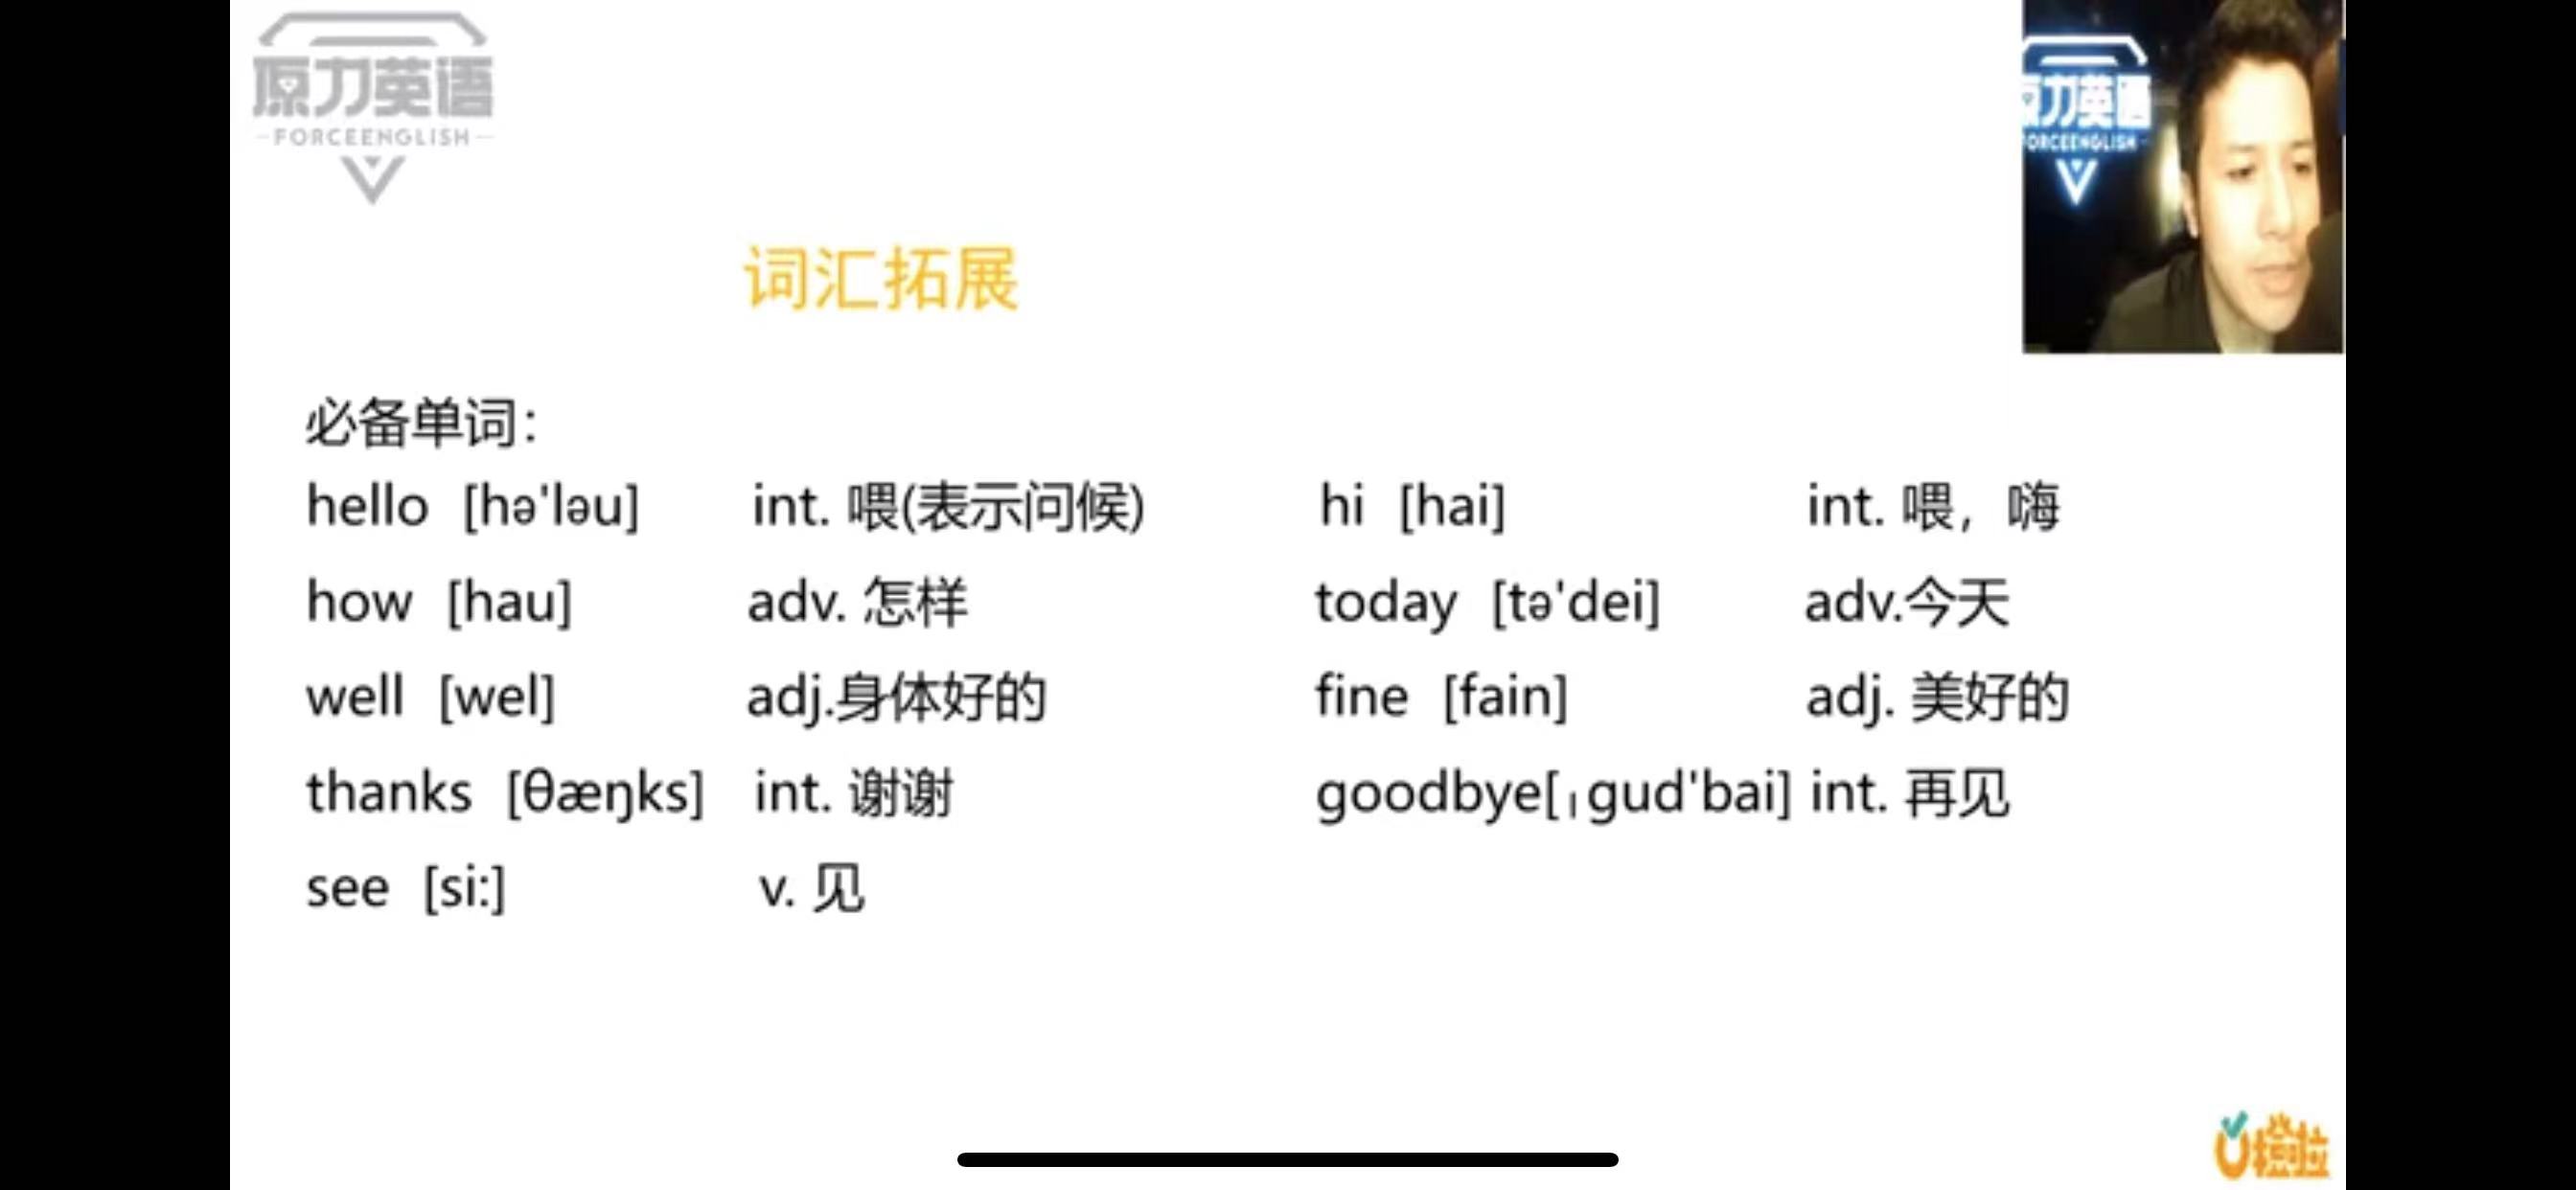 原力英语
FORCEENGLISH
原力英语
FORCEENGLISH
词汇拓展
必备单词：
hello [hə'ləu] int. 喂(表示问候) hi [hai] int. 喂，嗨
how [hau] adv. 怎样 today [tə'dei] adv.今天
well [wel] adj.身体好的 fine [fain] adj. 美好的
thanks [θæŋks] int. 谢谢 goodbye[ˌgud'bai] int. 再见
see [si:] v. 见
橙啦